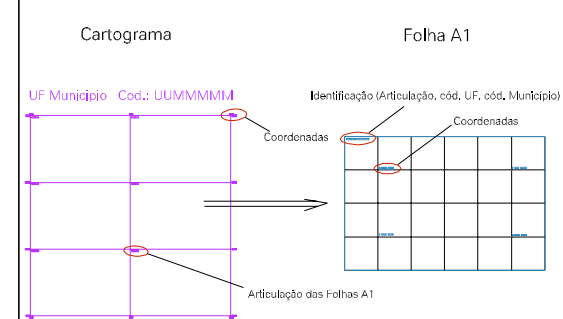 Cartograma
Folha A1
UF Município Cod.: UUMMMMM
Identificação (Articulação, cód. UF, cód. Município)
Coordenadas
Coordenadas
Articulação das Folhas A1